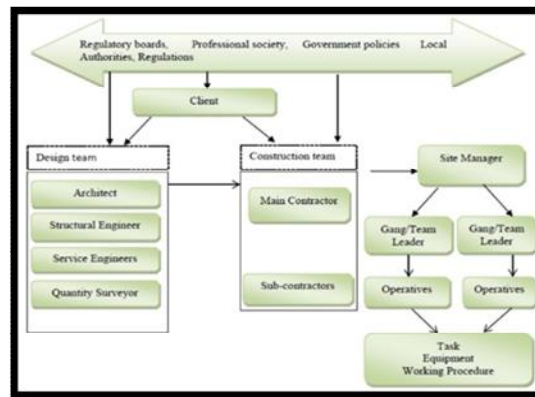 Regulatory boards, Professional society, Government policies Local
Authorities, Regulations
Client
Design team
Construction team
Site Manager
Architect
Main Contractor
Structural Engineer
Gang/Team
Leader
Gang/Team
Leader
Service Engineers
Sub-contractors
Operatives
Operatives
Quantity Surveyor
Task
Equipment
Working Procedure